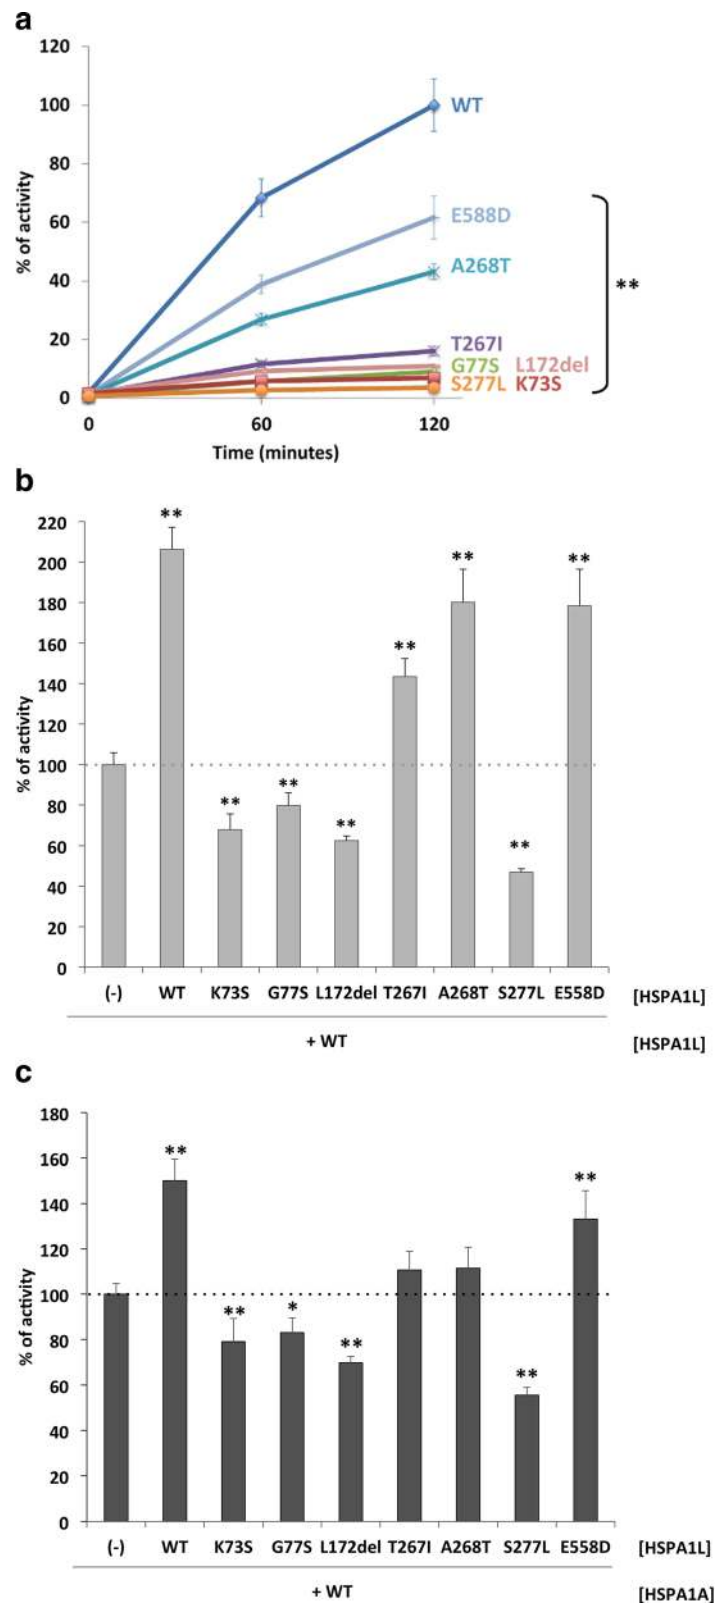 a
120
100
80
60
40
20
0
% of activity
WT
E588D
A268T
T267I
G77S L172del
S277L K73S
**
0 60 120
Time (minutes)
b
220
200
180
160
140
120
100
80
60
40
20
0
% of activity
** ** ** ** ** ** ** **
(-) WT K73S G77S L172del T267I A268T S277L E558D [HSPA1L]
+ WT [HSPA1L]
c
180
160
140
120
100
80
60
40
20
0
% of activity
** ** * ** ** **
(-) WT K73S G77S L172del T267I A268T S277L E558D [HSPA1L]
+ WT [HSPA1A]